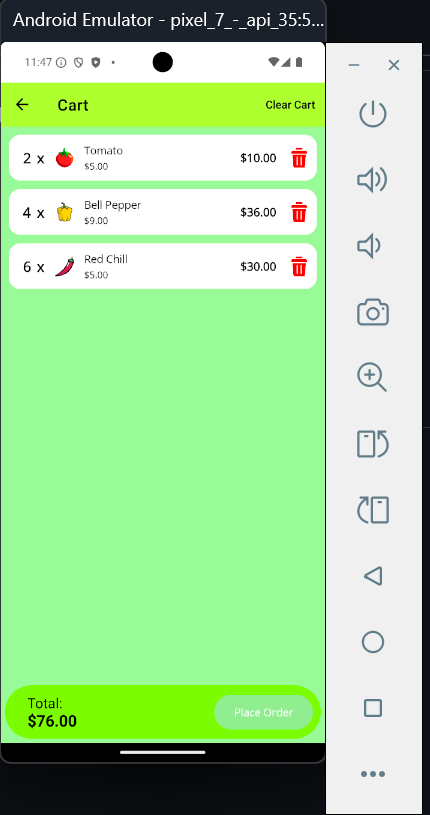 Android Emulator - pixel_7_-_api_35:5...
11:47
Cart
Clear Cart
2 x
Tomato
$5.00
$10.00
4 x
Bell Pepper
$9.00
$36.00
6 x
Red Chill
$5.00
$30.00
Total:
$76.00
Place Order